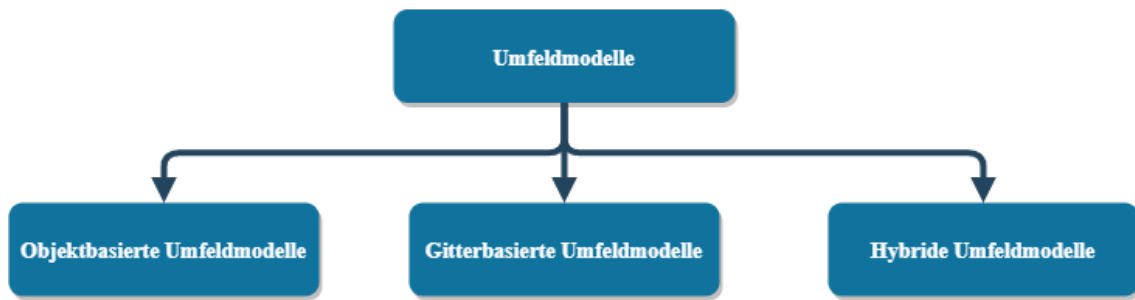 Umfeldmodelle
Objektbasierte Umfeldmodelle
Gitterbasierte Umfeldmodelle
Hybride Umfeldmodelle